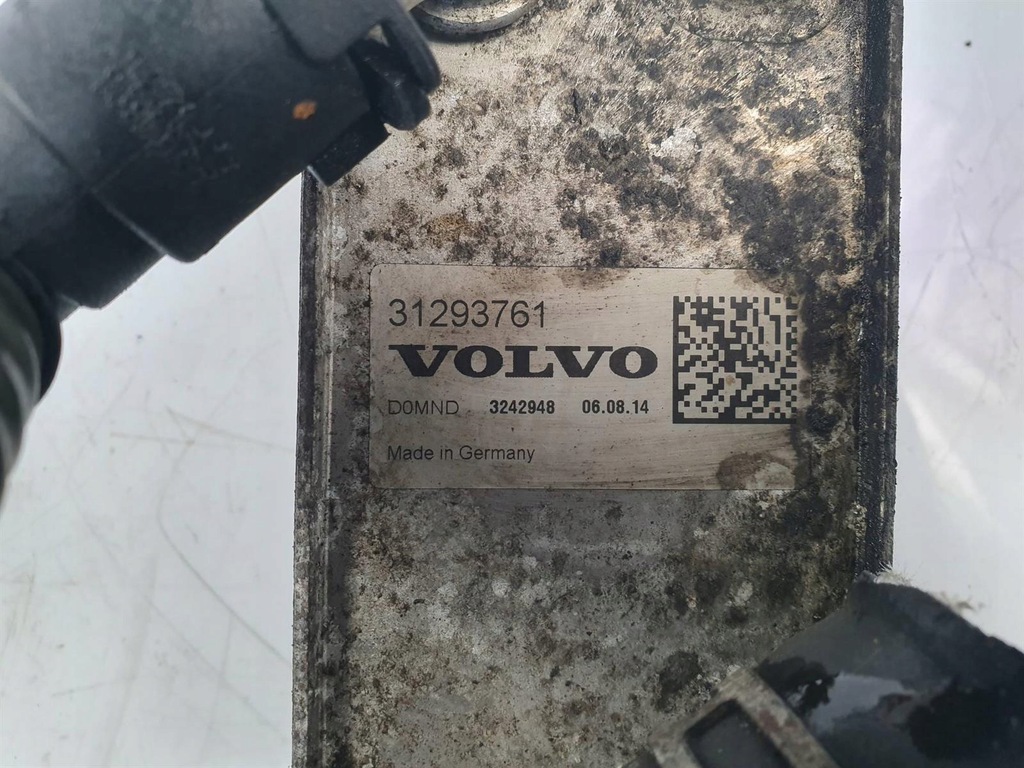 31293761
VOLVO
D0MND 3242948 06.08.14
Made in Germany